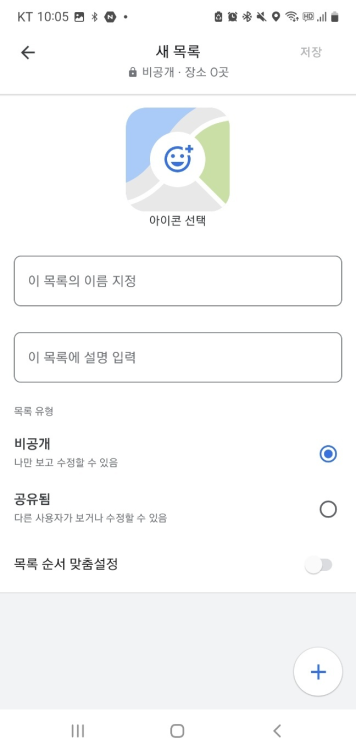 KT 10:05
새 목록
저장
비공개 · 장소 0곳
아이콘 선택
이 목록의 이름 지정
이 목록에 설명 입력
목록 유형
비공개
나만 보고 수정할 수 있음
공유됨
다른 사용자가 보거나 수정할 수 있음
목록 순서 맞춤설정